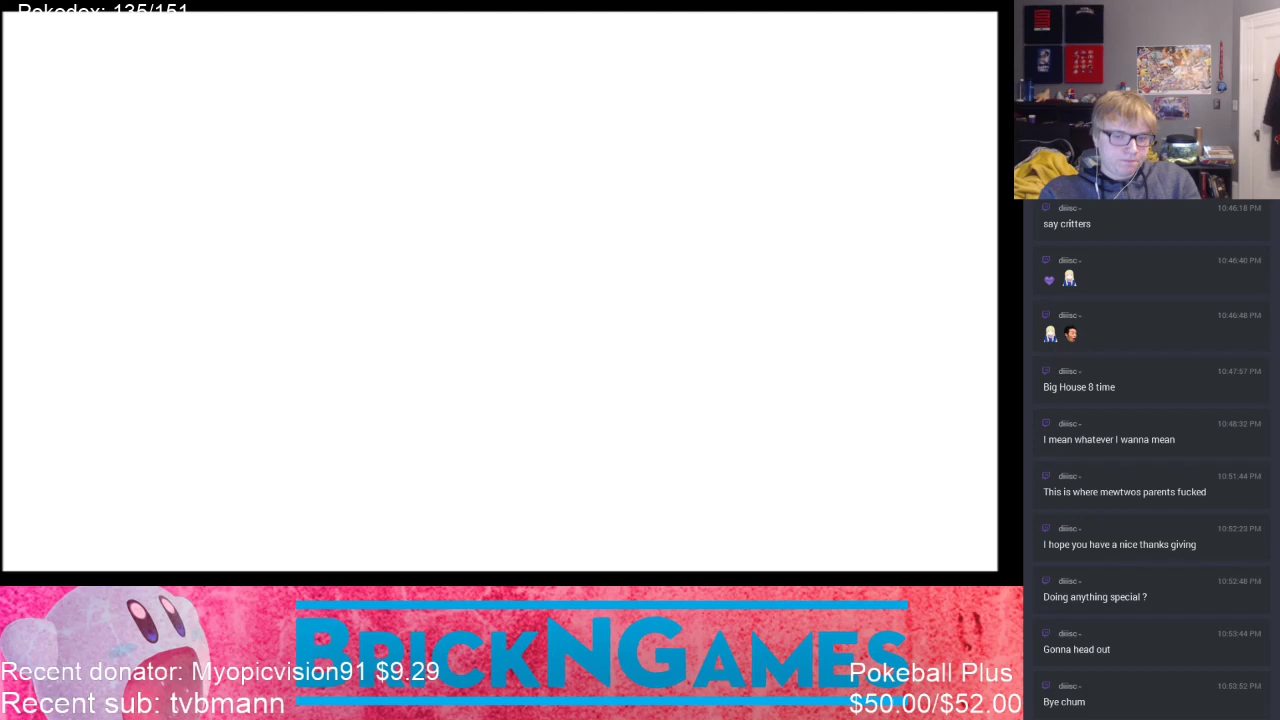 Pokedex: 135/151
diiisc
10:46:18 PM
say critters
diiisc
10:46:40 PM
diiisc
10:46:48 PM
diiisc
10:47:57 PM
Big House 8 time
diiisc
10:48:32 PM
I mean whatever I wanna mean
diiisc
10:51:44 PM
This is where mewtwos parents fucked
diiisc
10:52:23 PM
I hope you have a nice thanks giving
diiisc
10:52:48 PM
Doing anything special ?
diiisc
10:53:44 PM
Gonna head out
diiisc
10:53:52 PM
Bye chum
BRICKNGAMES
Recent donator: Myopicvision91 $9.29
Recent sub: tvbmann
Pokeball Plus
$50.00/$52.00